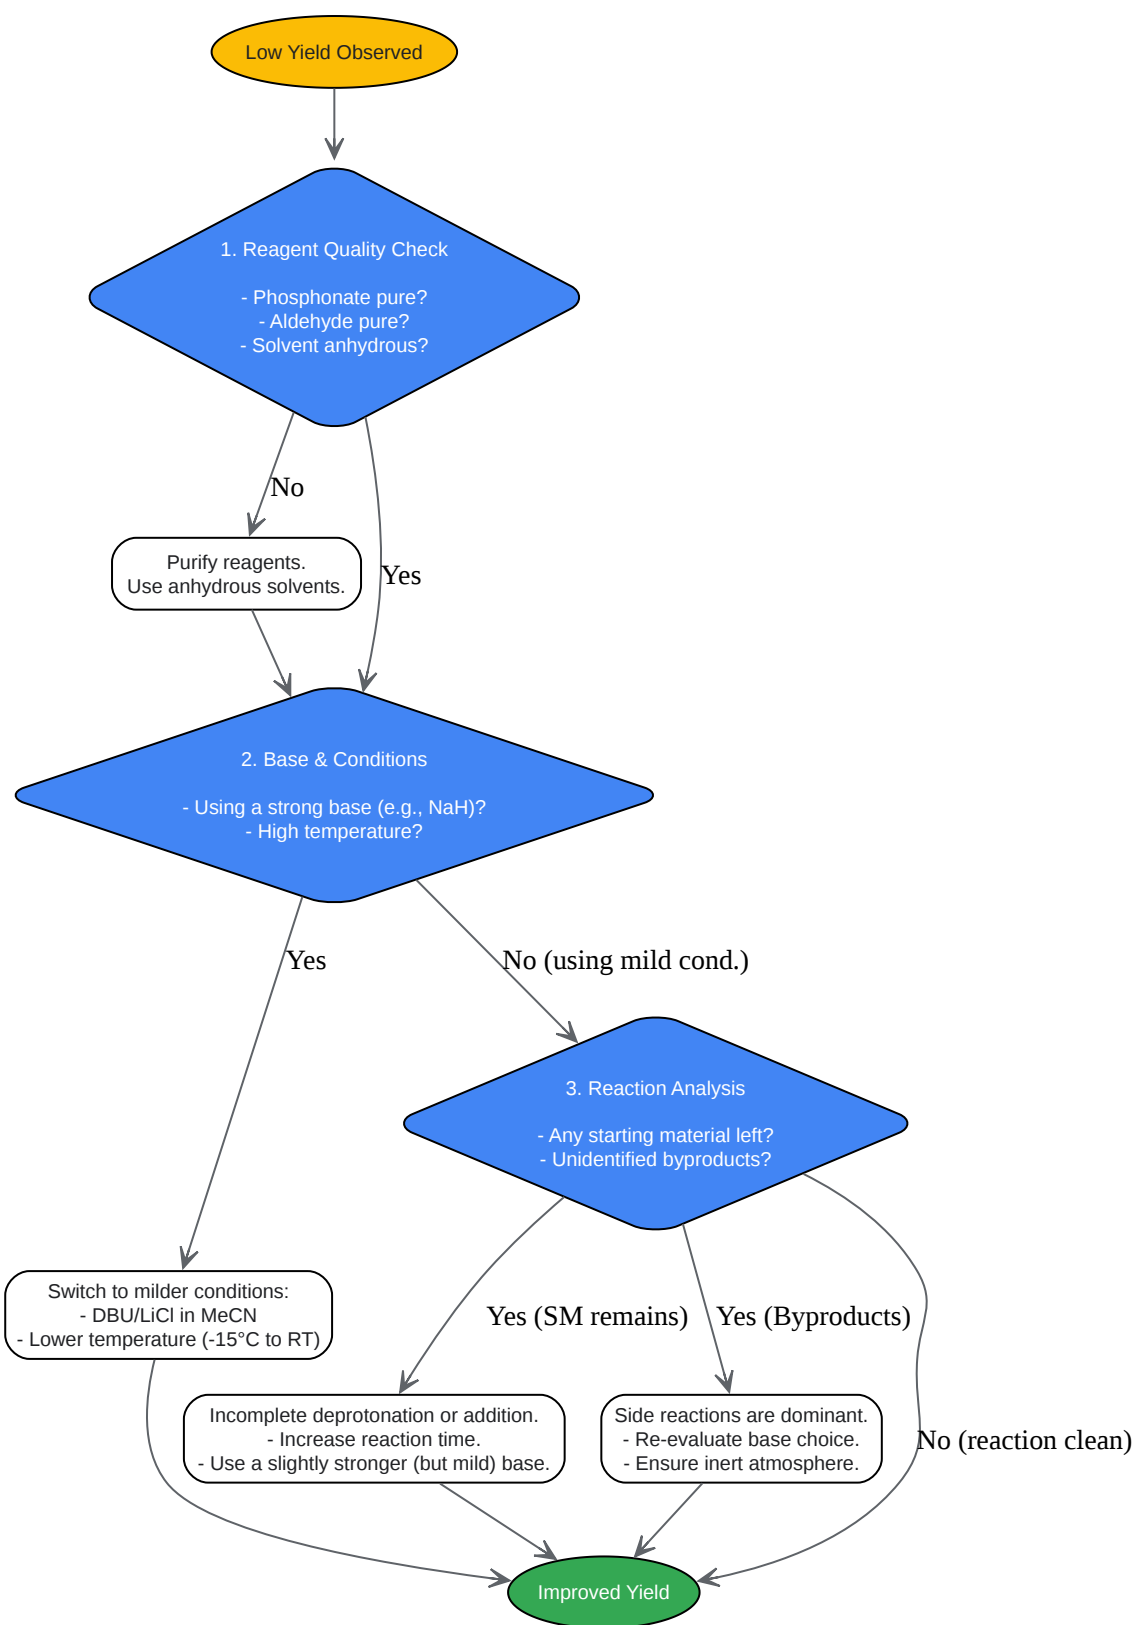 Low Yield Observed
1. Reagent Quality Check
- Phosphonate pure?
- Aldehyde pure?
- Solvent anhydrous?
No
Purify reagents.
Use anhydrous solvents.
Yes
2. Base & Conditions
- Using a strong base (e.g., NaH)?
- High temperature?
Yes
No (using mild cond.)
3. Reaction Analysis
- Any starting material left?
- Unidentified byproducts?
Switch to milder conditions:
- DBU/LiCl in MeCN
- Lower temperature (-15°C to RT)
Yes (SM remains)
Yes (Byproducts)
Incomplete deprotonation or addition.
- Increase reaction time.
- Use a slightly stronger (but mild) base.
Side reactions are dominant.
- Re-evaluate base choice.
- Ensure inert atmosphere.
No (reaction clean)
Improved Yield